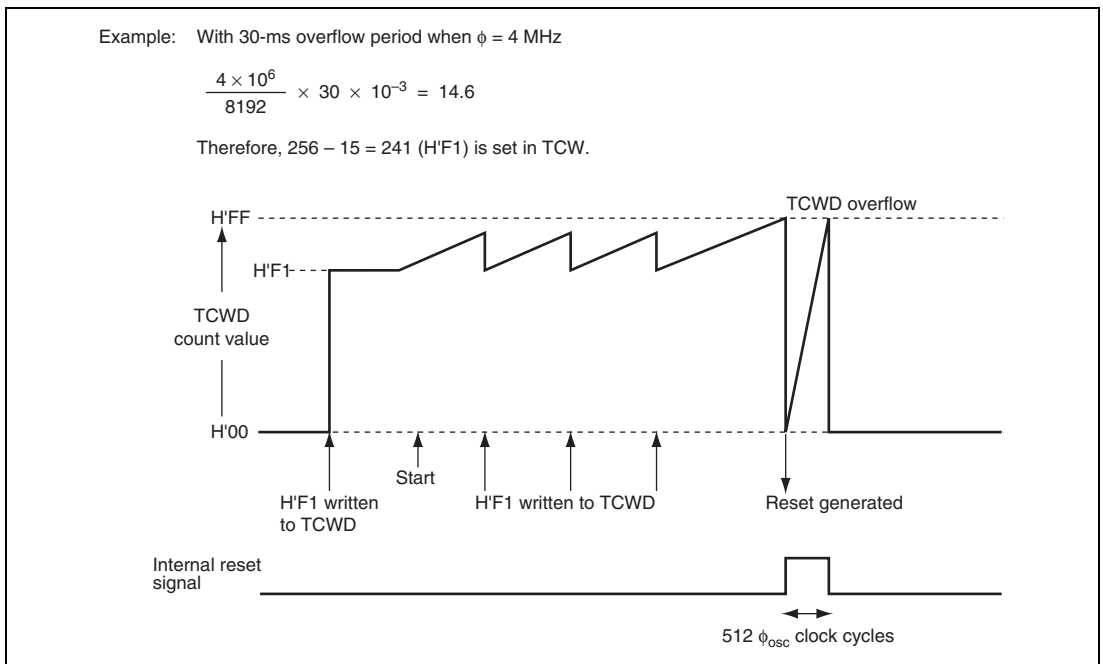 Example: With 30-ms overflow period when ϕ = 4 MHz
4 × 10⁶
8192
× 30 × 10⁻³ = 14.6
Therefore, 256 – 15 = 241 (H'F1) is set in TCW.
TCWD overflow
H'FF
H'F1
TCWD
count value
H'00
Start
H'F1 written
to TCWD
H'F1 written to TCWD
Reset generated
Internal reset
signal
512 ϕosc clock cycles